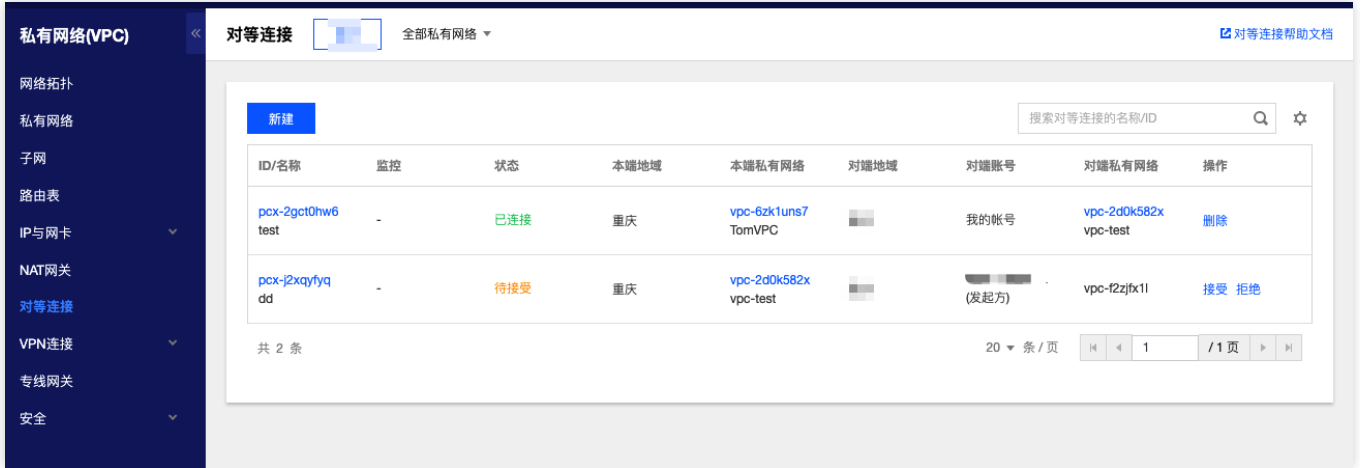 私有网络(VPC)
网络拓扑
私有网络
子网
路由表
IP与网卡
NAT网关
对等连接
VPN连接
专线网关
安全
对等连接 全部私有网络 对等连接帮助文档
新建 搜索对等连接的名称/ID
ID/名称 监控 状态 本端地域 本端私有网络 对端地域 对端账号 对端私有网络 操作
pcx-2gct0hw6 vpc-6zk1uns7 vpc-2d0k582x
- 已连接 重庆 我的帐号 删除
test TomVPC vpc-test
pcx-j2xqyfyq vpc-2d0k582x
- 待接受 重庆 vpc-f2zjfx1l 接受 拒绝
dd vpc-test (发起方)
共 2 条 20 条 / 页 1 / 1 页